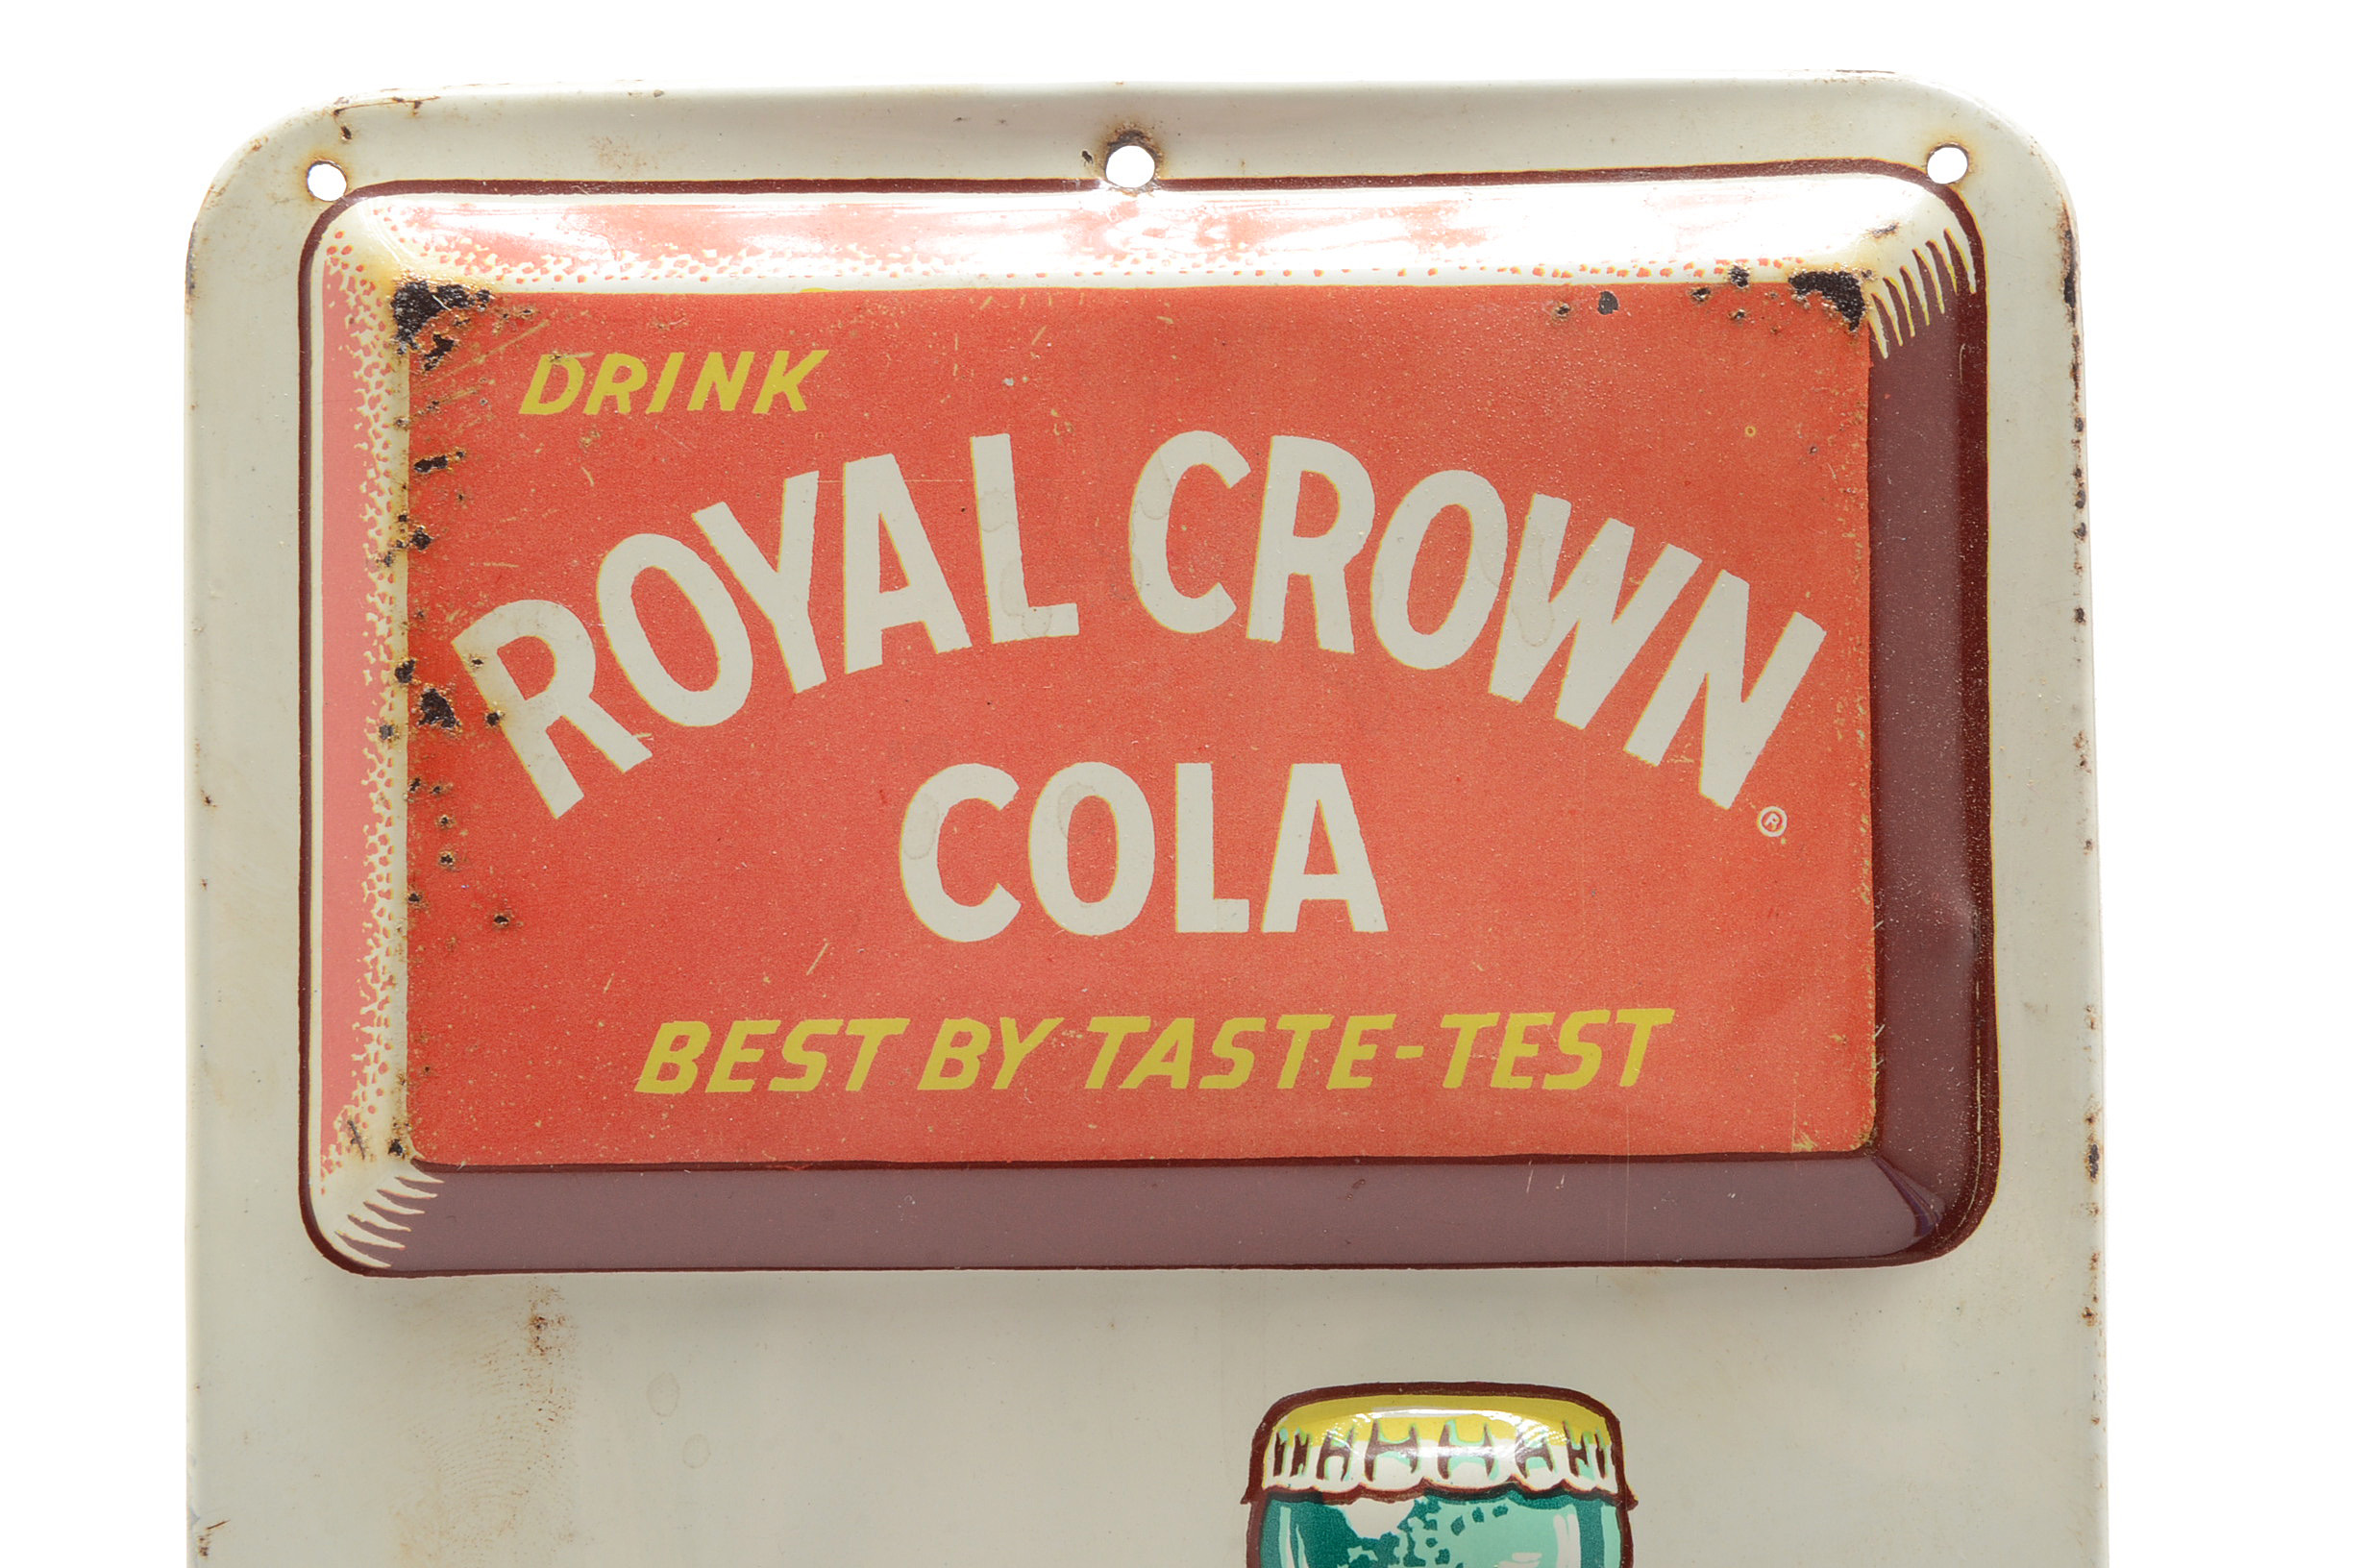 DRINK
ROYAL CROWN®
COLA
BEST BY TASTE-TEST